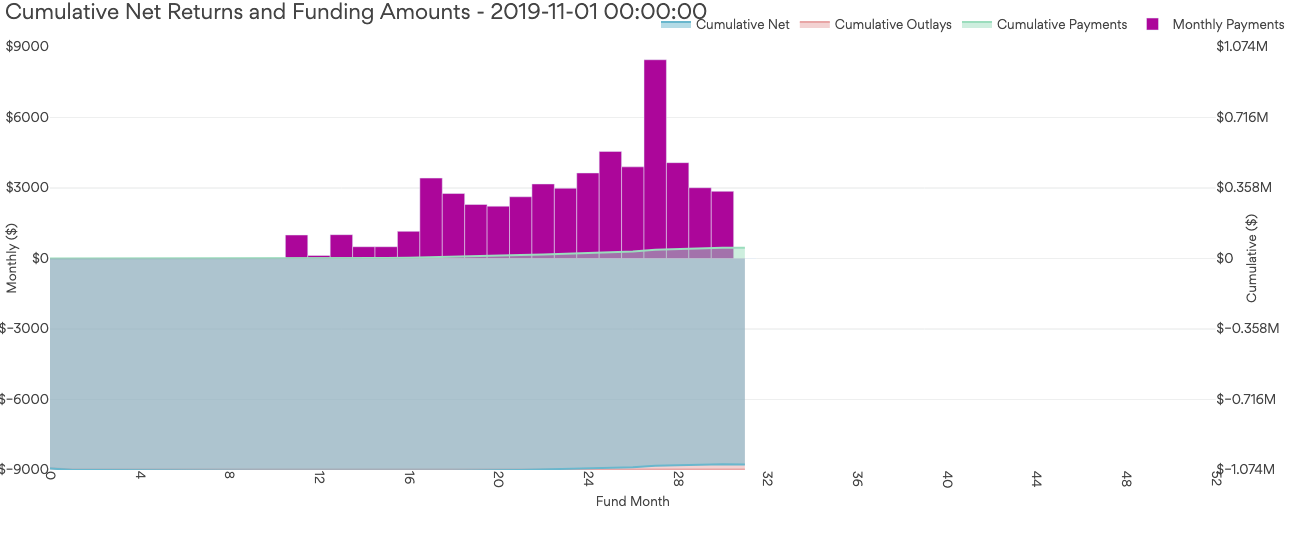 Cumulative Net Returns and Funding Amounts - 2019-11-01 00:00:00
Cumulative Net
Cumulative Outlays
Cumulative Payments
Monthly Payments
$9000
$6000
$3000
$0
$−3000
$−6000
$−9000
Monthly ($)
$1.074M
$0.716M
$0.358M
$0
$−0.358M
$−0.716M
$−1.074M
Cumulative ($)
0 4 8 12 16 20 24 28 32 36 40 44 48 52
Fund Month